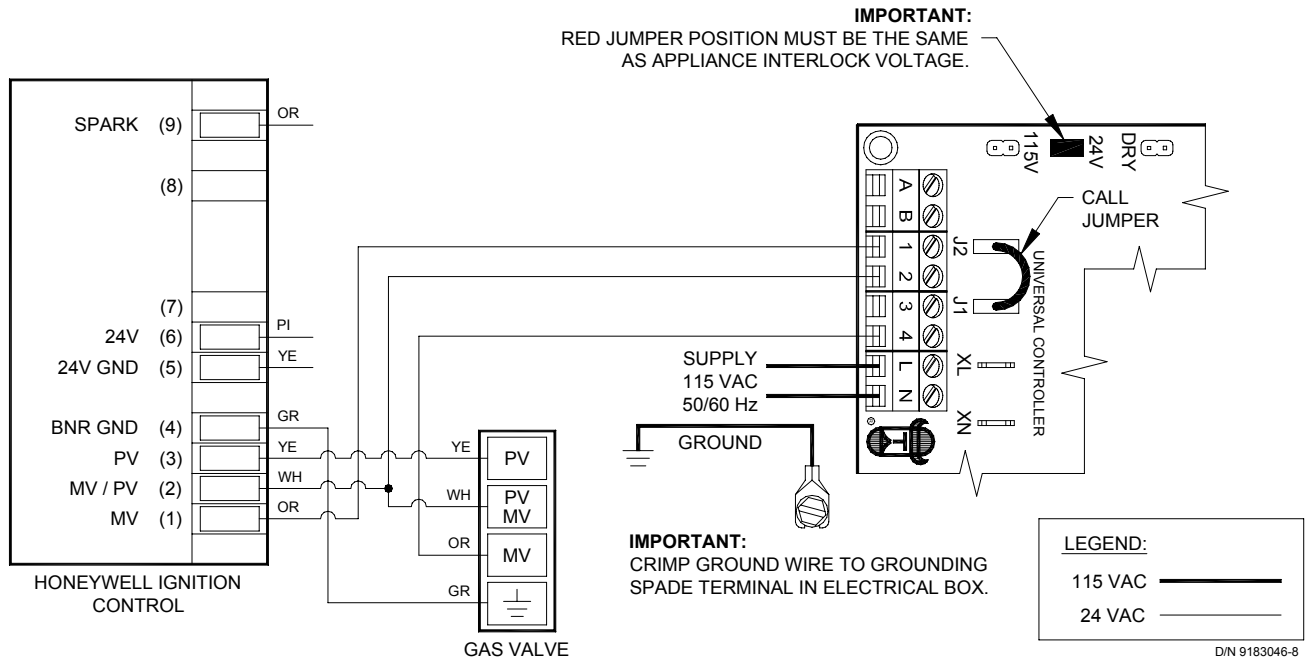 IMPORTANT:
RED JUMPER POSITION MUST BE THE SAME
AS APPLIANCE INTERLOCK VOLTAGE.
SPARK (9)
OR
(8)
(7)
24V (6)
PI
24V GND (5)
YE
BNR GND (4)
GR
PV (3)
YE
MV / PV (2)
WH
MV (1)
OR
HONEYWELL IGNITION
CONTROL
YE
PV
WH
PV
MV
OR
MV
GR
GAS VALVE
115V
24V
DRY
CALL
JUMPER
A
B
1
2
3
4
L
N
J2
J1
XL
XN
UNIVERSAL CONTROLLER
SUPPLY
115 VAC
50/60 Hz
GROUND
IMPORTANT:
CRIMP GROUND WIRE TO GROUNDING
SPADE TERMINAL IN ELECTRICAL BOX.
LEGEND:
115 VAC
24 VAC
D/N 9183046-8